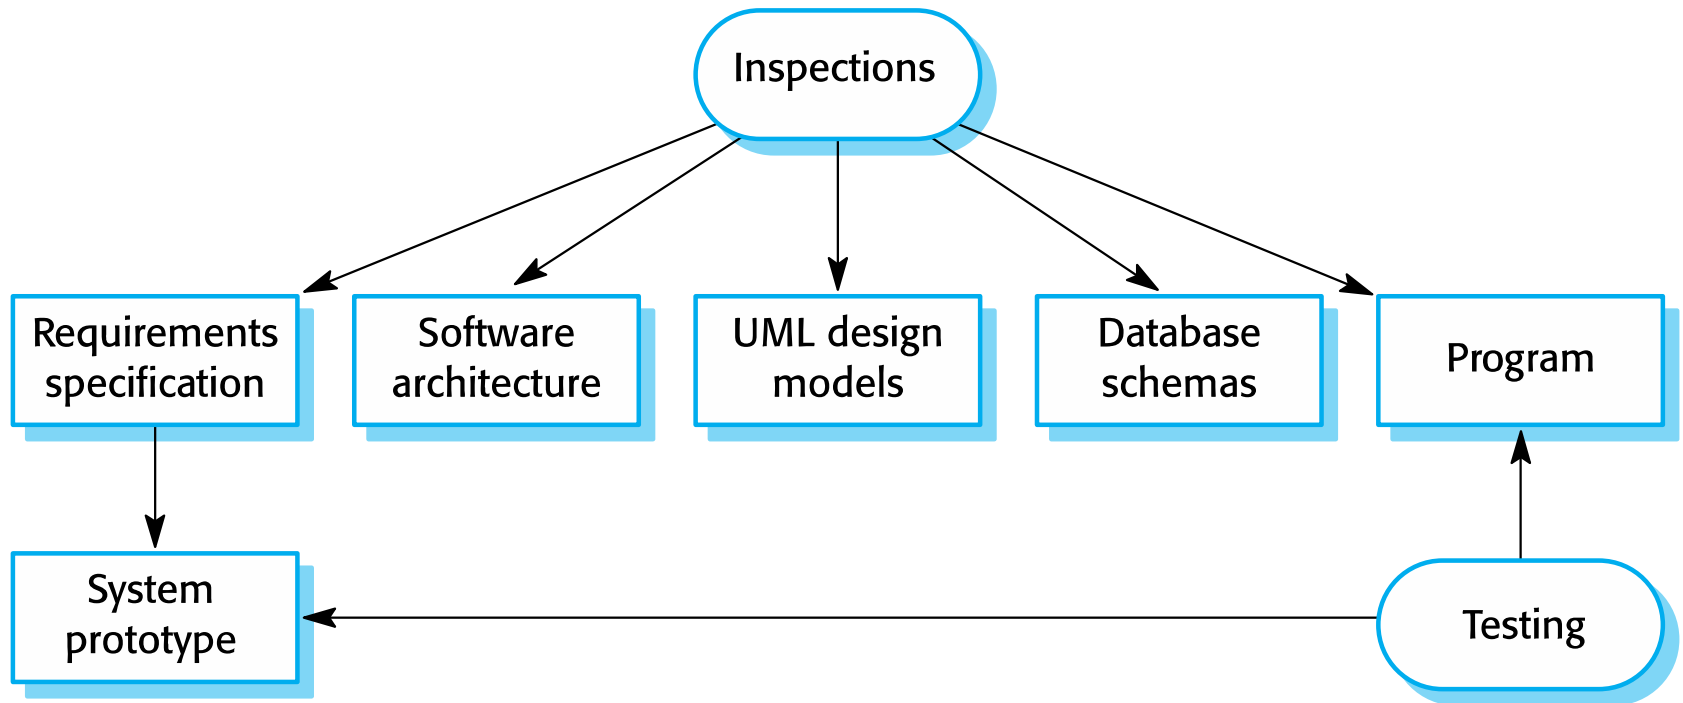 Inspections
Requirements
specification
Software
architecture
UML design
models
Database
schemas
Program
System
prototype
Testing